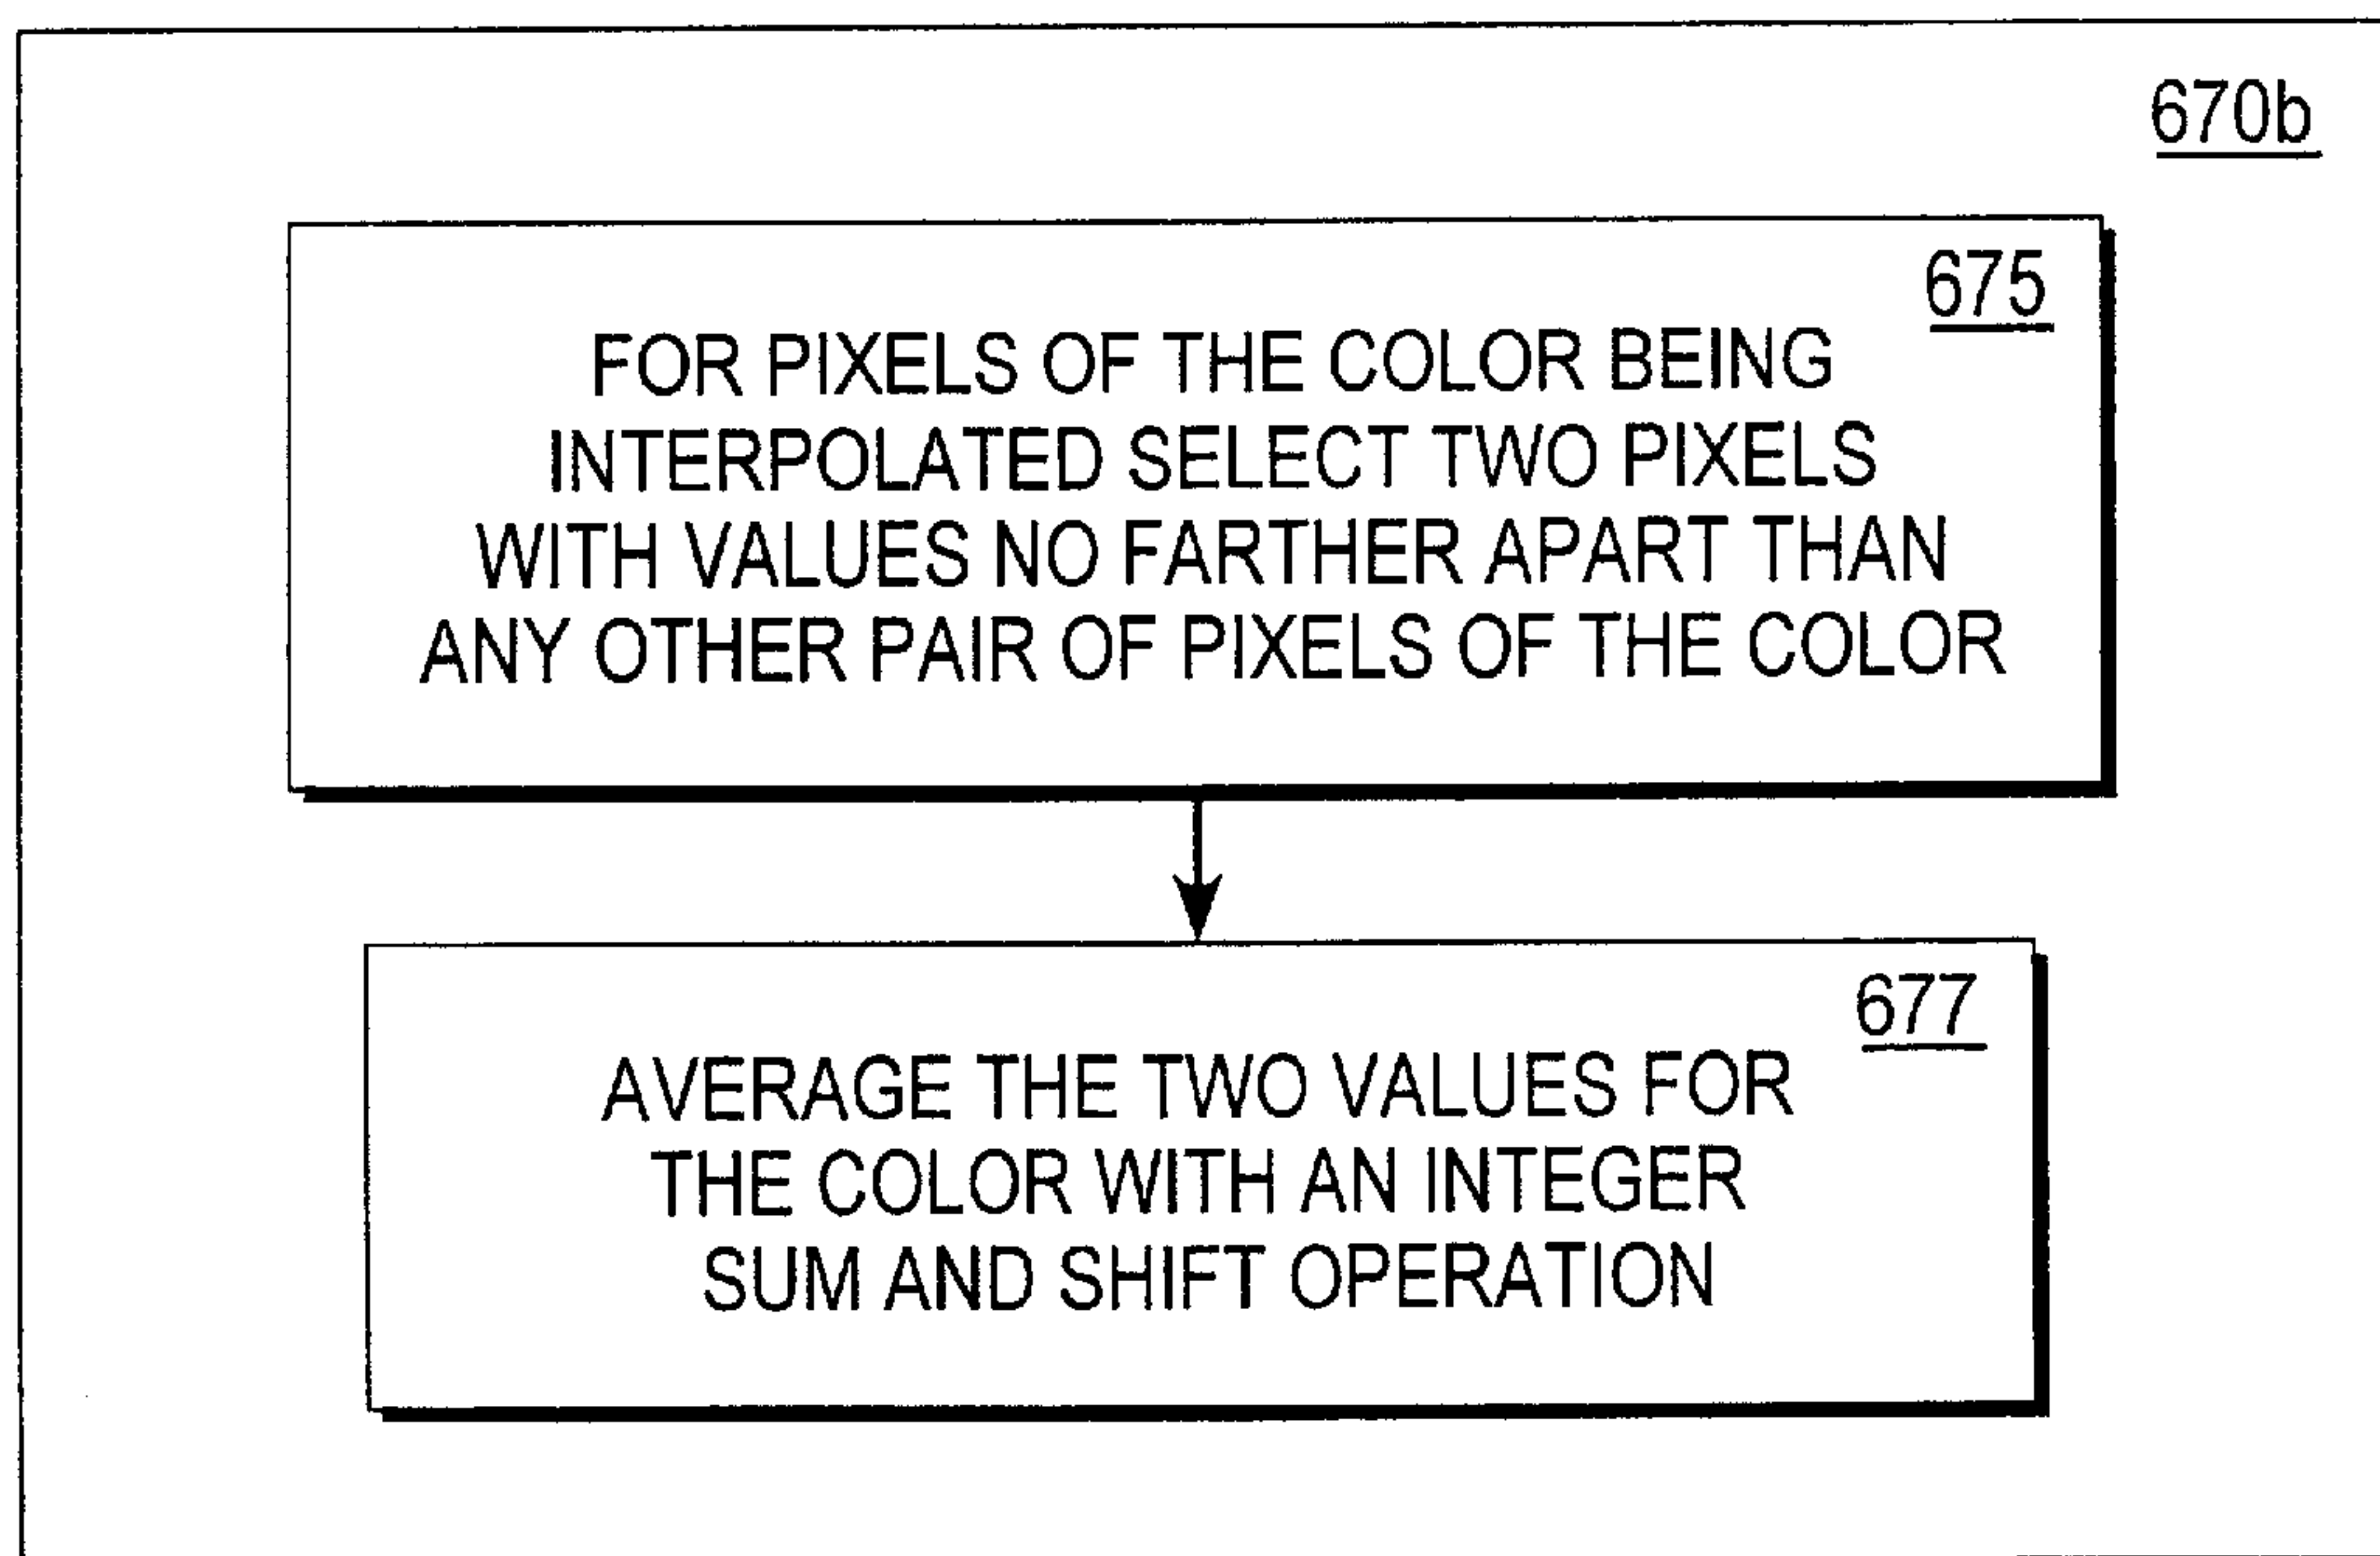 670b
675
FOR PIXELS OF THE COLOR BEING
INTERPOLATED SELECT TWO PIXELS
WITH VALUES NO FARTHER APART THAN
ANY OTHER PAIR OF PIXELS OF THE COLOR
677
AVERAGE THE TWO VALUES FOR
THE COLOR WITH AN INTEGER
SUM AND SHIFT OPERATION